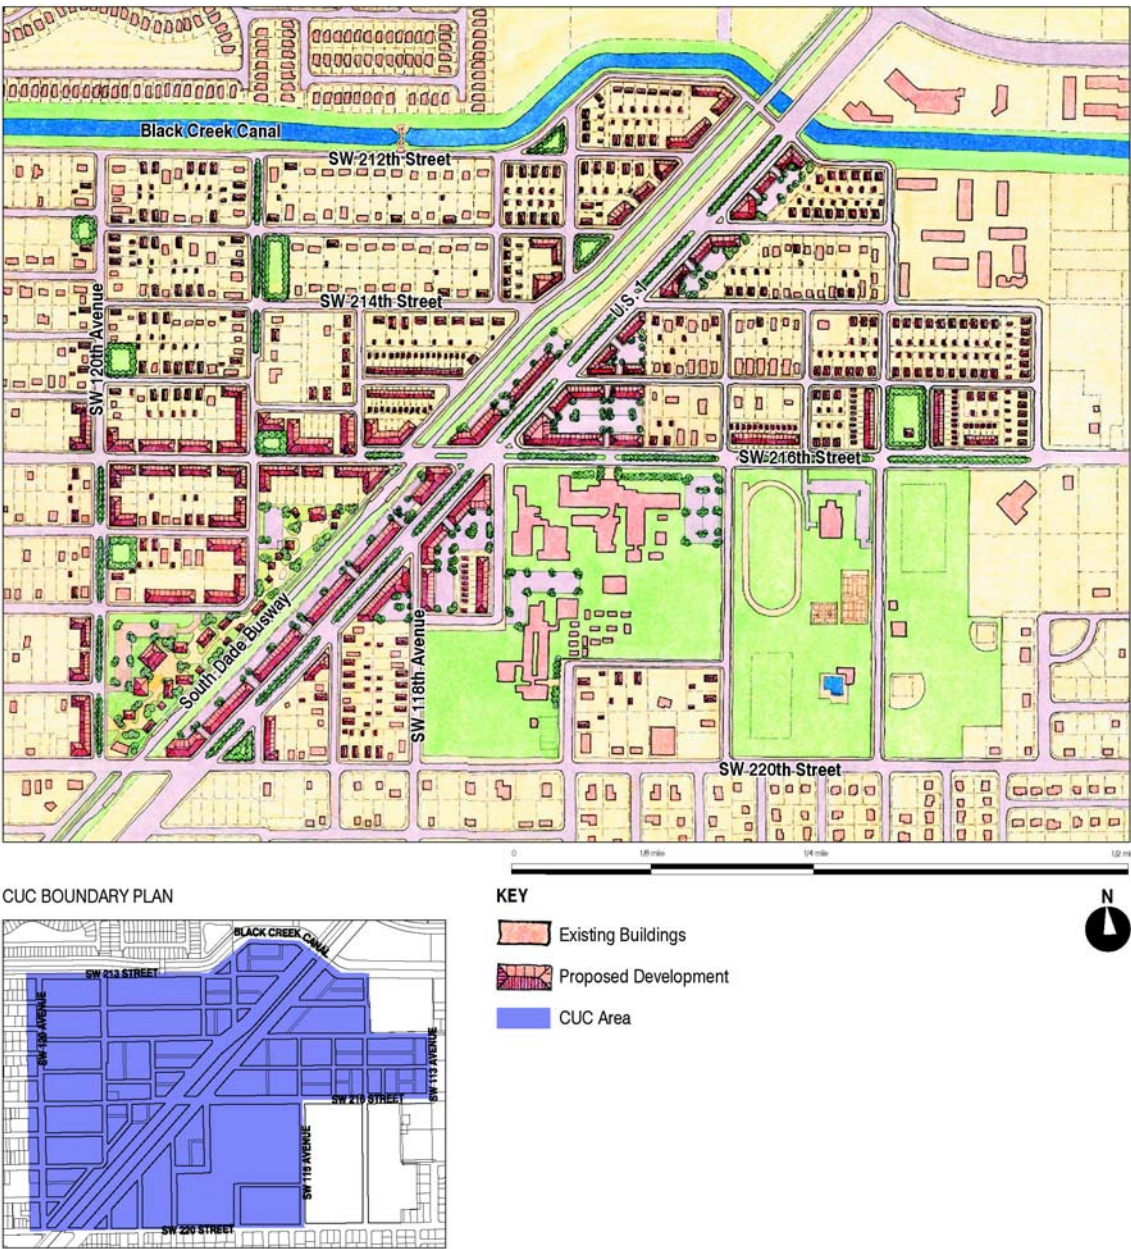 Black Creek Canal
SW 212th Street
SW 214th Street
U.S. 1
SW 120th Avenue
SW 216th Street
South Dade Busway
SW 118th Avenue
SW 220th Street
0 1/8 mile 1/4 mile
CUC BOUNDARY PLAN
KEY
N
Existing Buildings
Proposed Development
CUC Area
BLACK CREEK CANAL
SW 213 STREET
SW 120 AVENUE
SW 113 AVENUE
SW 216 STREET
SW 115 AVENUE
SW 220 STREET